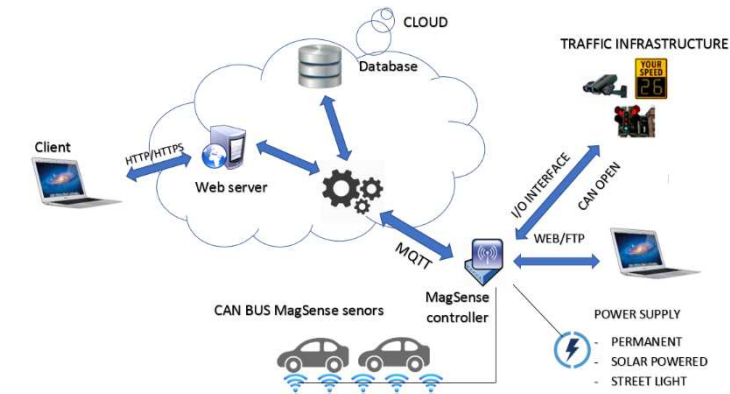 CLOUD
TRAFFIC INFRASTRUCTURE
Database
YOUR
SPEED
26
Client
HTTP/HTTPS
Web server
I/O INTERFACE
CAN OPEN
MQTT
WEB/FTP
MagSense
controller
CAN BUS MagSense senors
POWER SUPPLY
- PERMANENT
- SOLAR POWERED
- STREET LIGHT